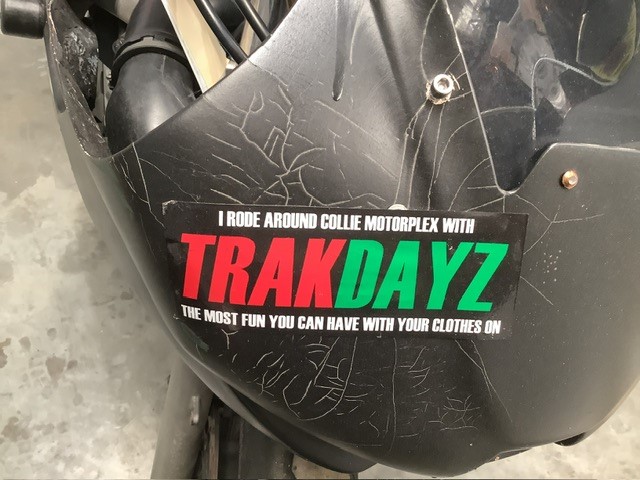 I RODE AROUND COLLIE MOTORPLEX WITH
TRAKDAYZ
THE MOST FUN YOU CAN HAVE WITH YOUR CLOTHES ON